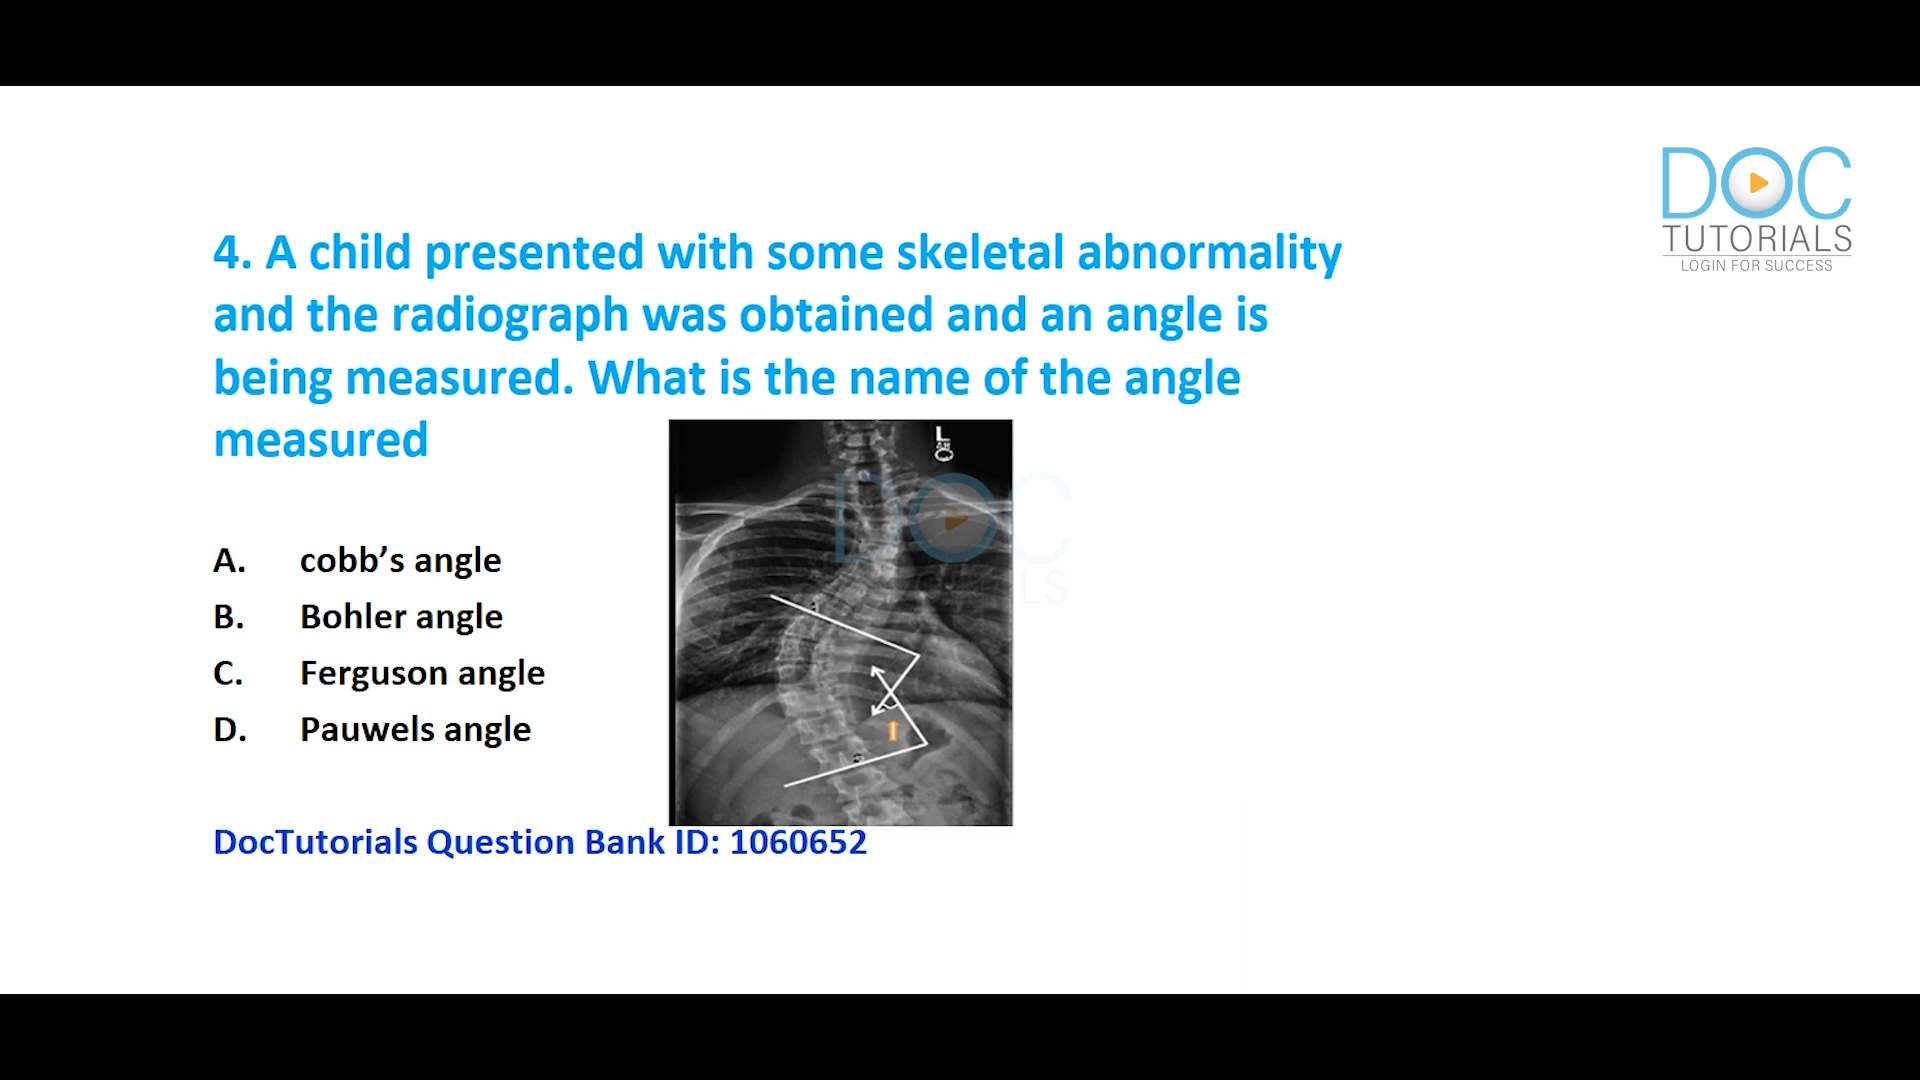 DOC
TUTORIALS
LOGIN FOR SUCCESS
4. A child presented with some skeletal abnormality
and the radiograph was obtained and an angle is
being measured. What is the name of the angle
measured
L
A. cobb’s angle
B. Bohler angle
C. Ferguson angle
D. Pauwels angle
DocTutorials Question Bank ID: 1060652